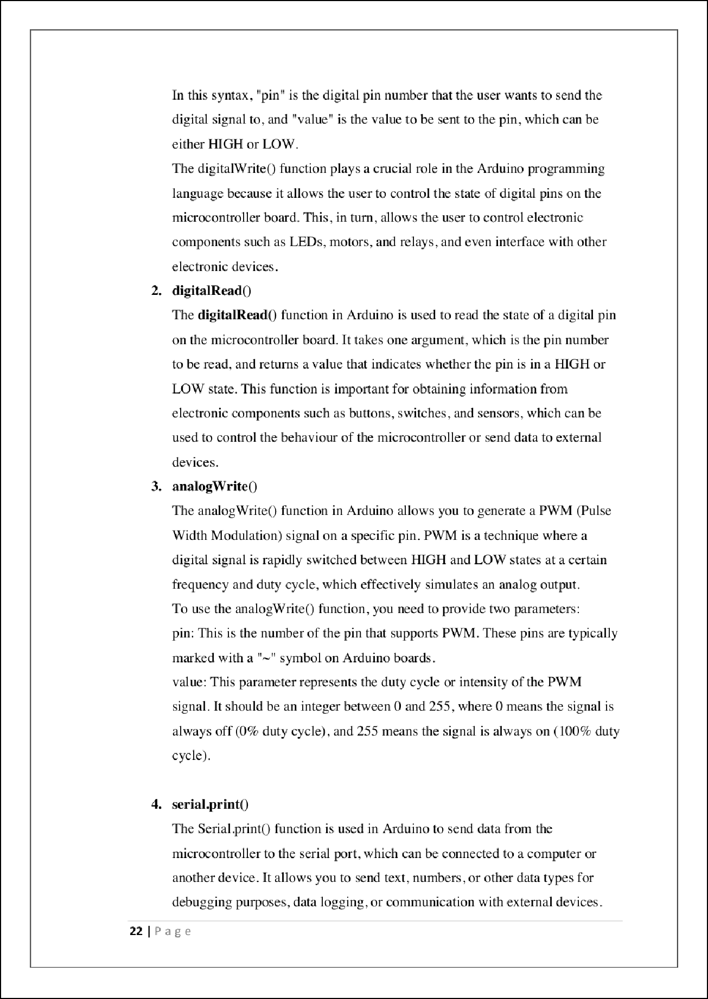 In this syntax, "pin" is the digital pin number that the user wants to send the
digital signal to, and "value" is the value to be sent to the pin, which can be
either HIGH or LOW.
The digitalWrite() function plays a crucial role in the Arduino programming
language because it allows the user to control the state of digital pins on the
microcontroller board. This, in turn, allows the user to control electronic
components such as LEDs, motors, and relays, and even interface with other
electronic devices.
2. digitalRead()
The digitalRead() function in Arduino is used to read the state of a digital pin
on the microcontroller board. It takes one argument, which is the pin number
to be read, and returns a value that indicates whether the pin is in a HIGH or
LOW state. This function is important for obtaining information from
electronic components such as buttons, switches, and sensors, which can be
used to control the behaviour of the microcontroller or send data to external
devices.
3. analogWrite()
The analogWrite() function in Arduino allows you to generate a PWM (Pulse
Width Modulation) signal on a specific pin. PWM is a technique where a
digital signal is rapidly switched between HIGH and LOW states at a certain
frequency and duty cycle, which effectively simulates an analog output.
To use the analogWrite() function, you need to provide two parameters:
pin: This is the number of the pin that supports PWM. These pins are typically
marked with a "~" symbol on Arduino boards.
value: This parameter represents the duty cycle or intensity of the PWM
signal. It should be an integer between 0 and 255, where 0 means the signal is
always off (0% duty cycle), and 255 means the signal is always on (100% duty
cycle).
4. serial.print()
The Serial.print() function is used in Arduino to send data from the
microcontroller to the serial port, which can be connected to a computer or
another device. It allows you to send text, numbers, or other data types for
debugging purposes, data logging, or communication with external devices.
22 | Page